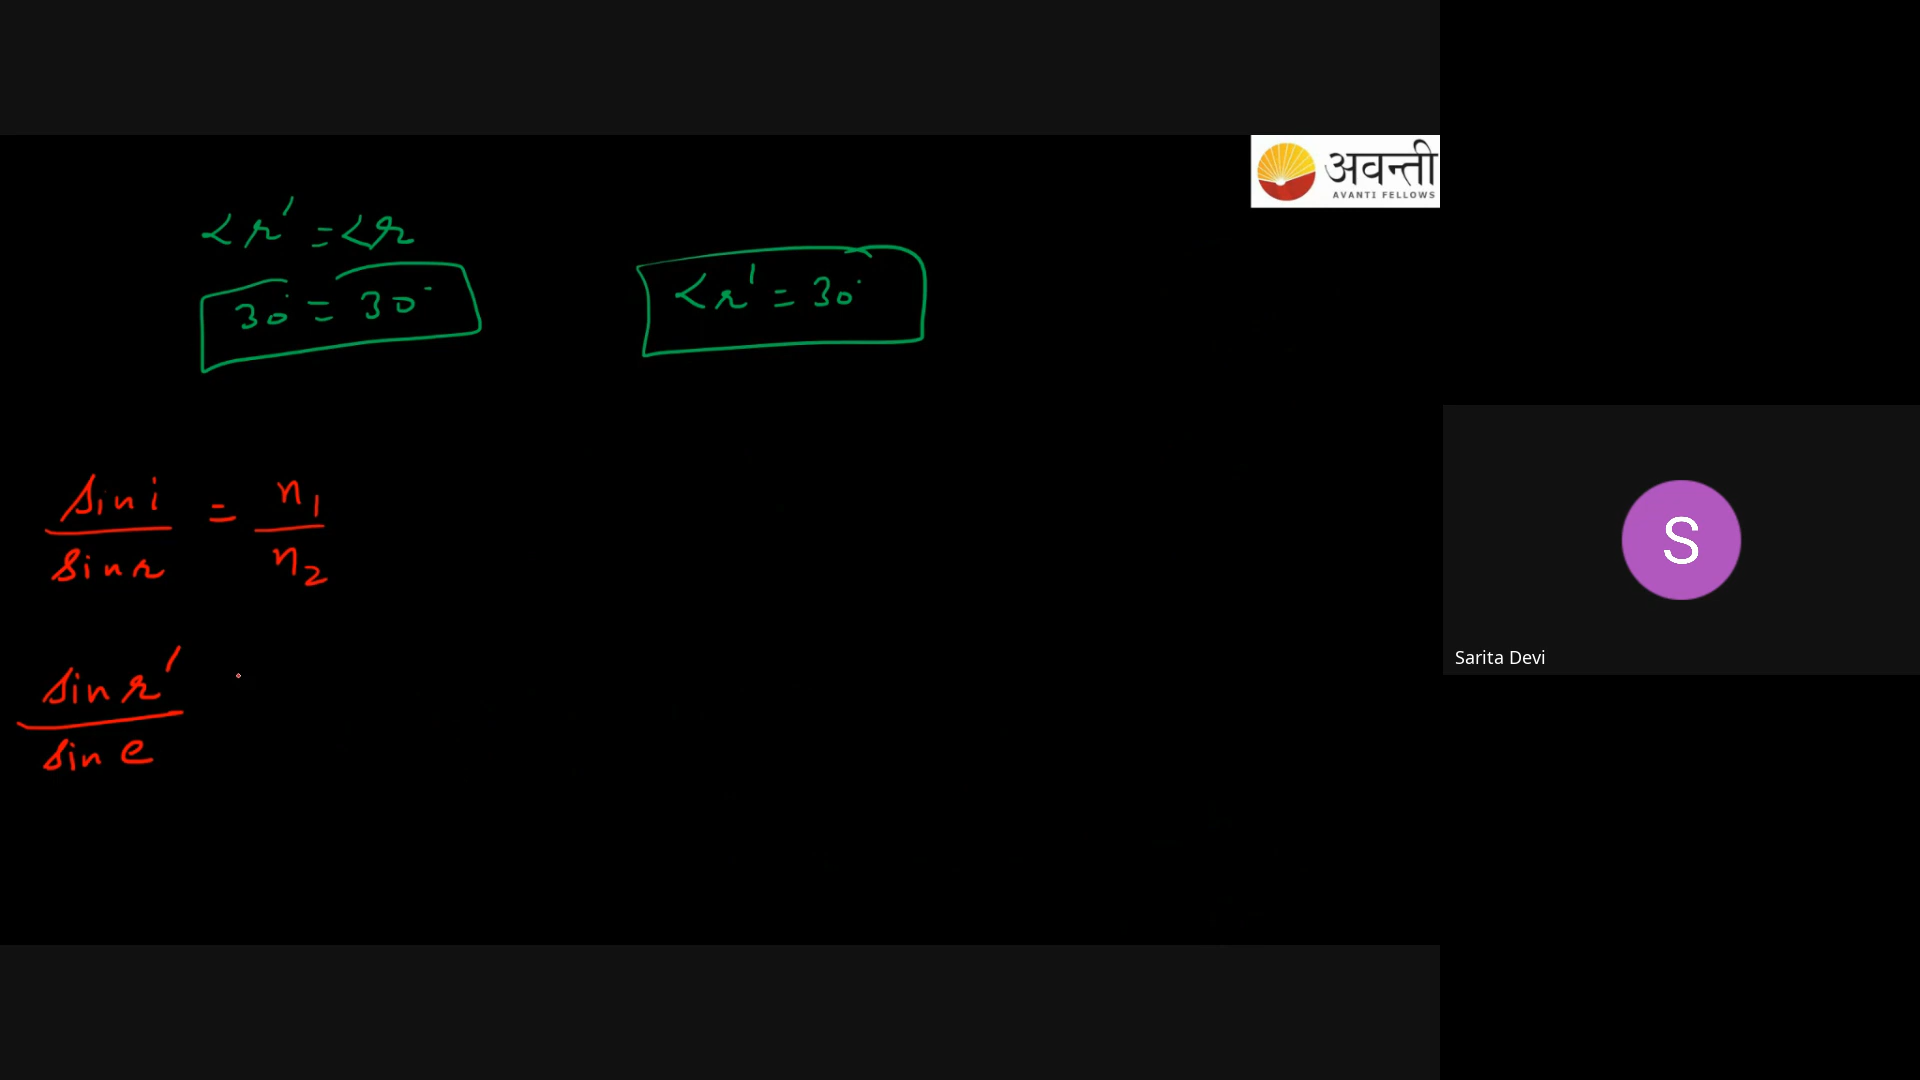 अवन्ती
AVANTI FELLOWS
<r' = <r
30° = 30°
<r' = 30°
sin i / sin r = n1 / n2
sin r' / sin e
S
Sarita Devi